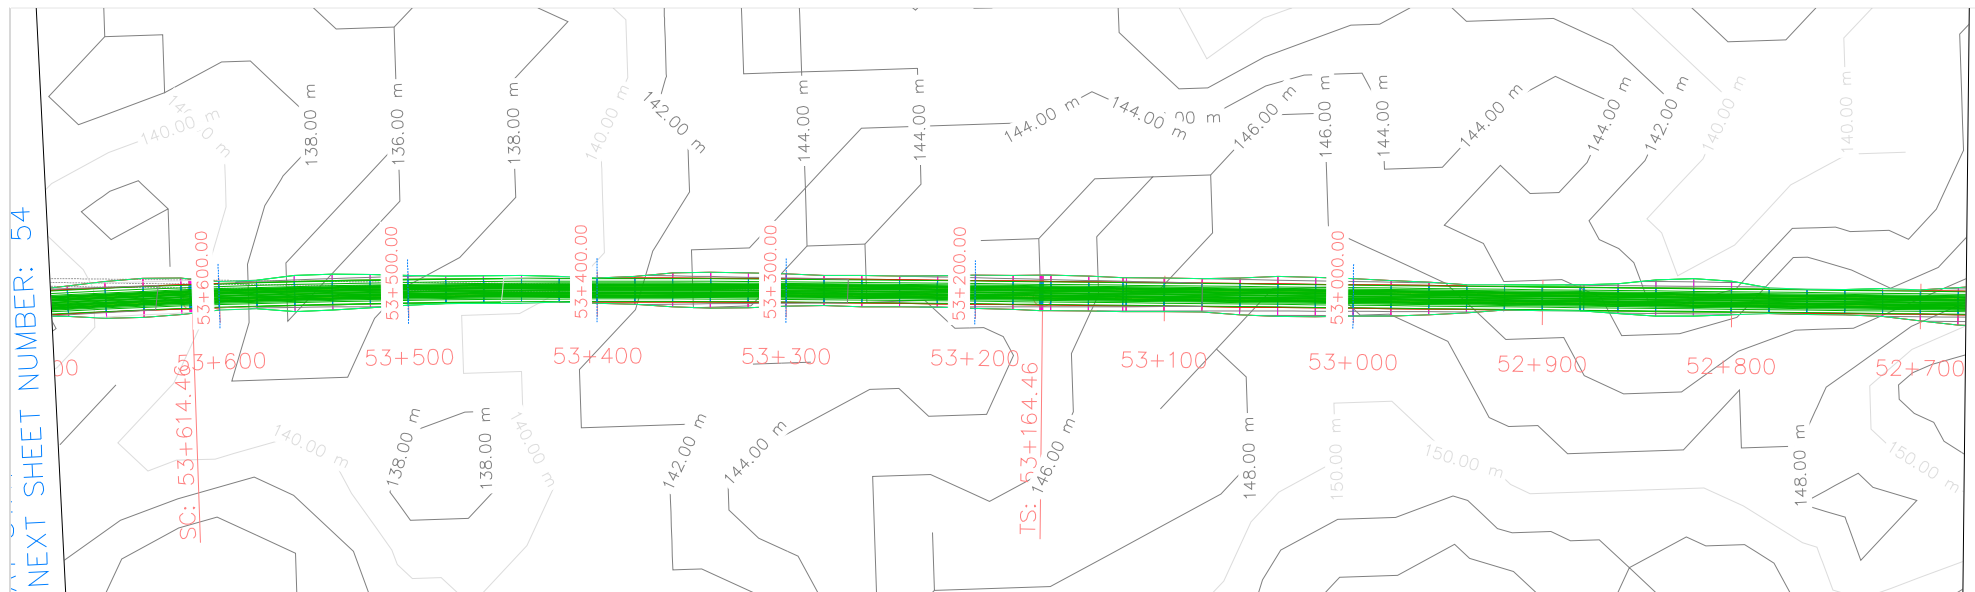 138.00 m
136.00 m
138.00 m
140.00 m
142.00 m
144.00 m
144.00 m
144.00 m
144.00 m
00 m
146.00 m
146.00 m
144.00 m
144.00 m
144.00 m
142.00 m
140.00 m
140.00 m
140.00 m
NEXT SHEET NUMBER: 54
53+600.00
53+500.00
53+400.00
53+300.00
53+200.00
53+000.00
00
53+600
53+500
53+400
53+300
53+200
53+100
53+000
52+900
52+800
52+700
SC: 53+614.46
TS: 53+164.46
140.00 m
138.00 m
138.00 m
140.00 m
142.00 m
144.00 m
146.00 m
148.00 m
150.00 m
150.00 m
148.00 m
150.00 m